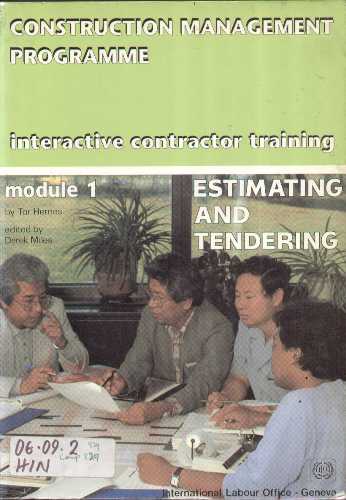 CONSTRUCTION MANAGEMENT
PROGRAMME
interactive contractor training
module 1
ESTIMATING
AND
TENDERING
by Tor Hernes
edited by
Derek Miles
06.09.2
HIN
International Labour Office - Geneva